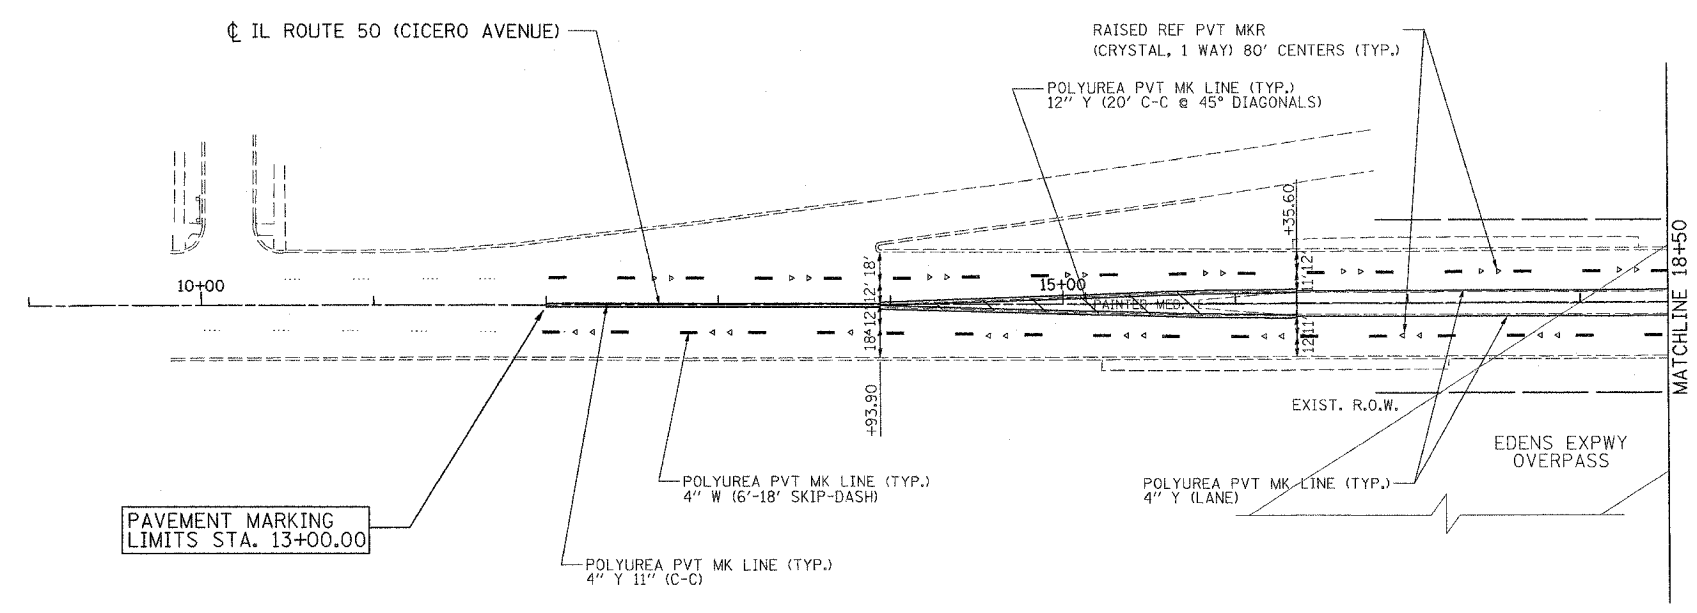 ℄ IL ROUTE 50 (CICERO AVENUE)
RAISED REF PVT MKR
(CRYSTAL, 1 WAY) 80' CENTERS (TYP.)
POLYUREA PVT MK LINE (TYP.)
12" Y (20' C-C @ 45° DIAGONALS)
+35.60
10+00
15+00
12' 18'
11' 12'
PAINTED MED.
18' 12'
12' 11'
MATCHLINE 18+50
+93.90
EXIST. R.O.W.
EDENS EXPWY
OVERPASS
POLYUREA PVT MK LINE (TYP.)
4" W (6'-18' SKIP-DASH)
POLYUREA PVT MK LINE (TYP.)
4" Y (LANE)
PAVEMENT MARKING
LIMITS STA. 13+00.00
POLYUREA PVT MK LINE (TYP.)
4" Y 11" (C-C)